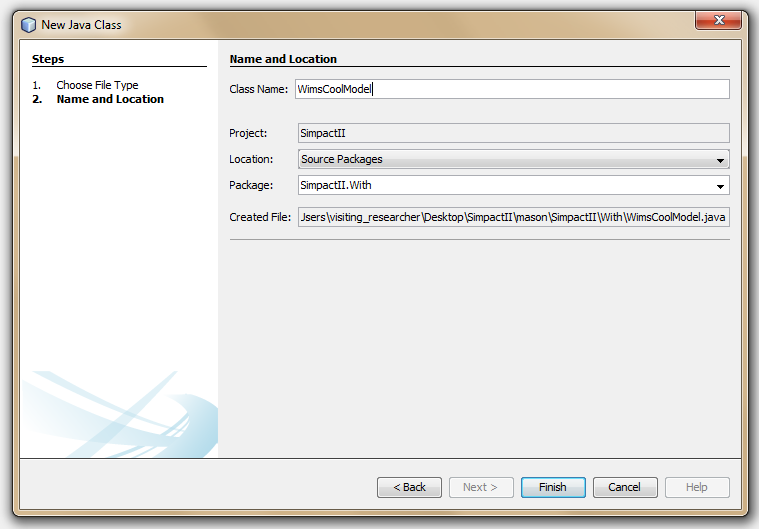 New Java Class
Steps
1. Choose File Type
2. Name and Location
Name and Location
Class Name: WimsCoolModel
Project: SimpactII
Location: Source Packages
Package: SimpactII.With
Created File: Jsers\visiting_researcher\Desktop\SimpactII\mason\SimpactII\With\WimsCoolModel.java
< Back Next > Finish Cancel Help